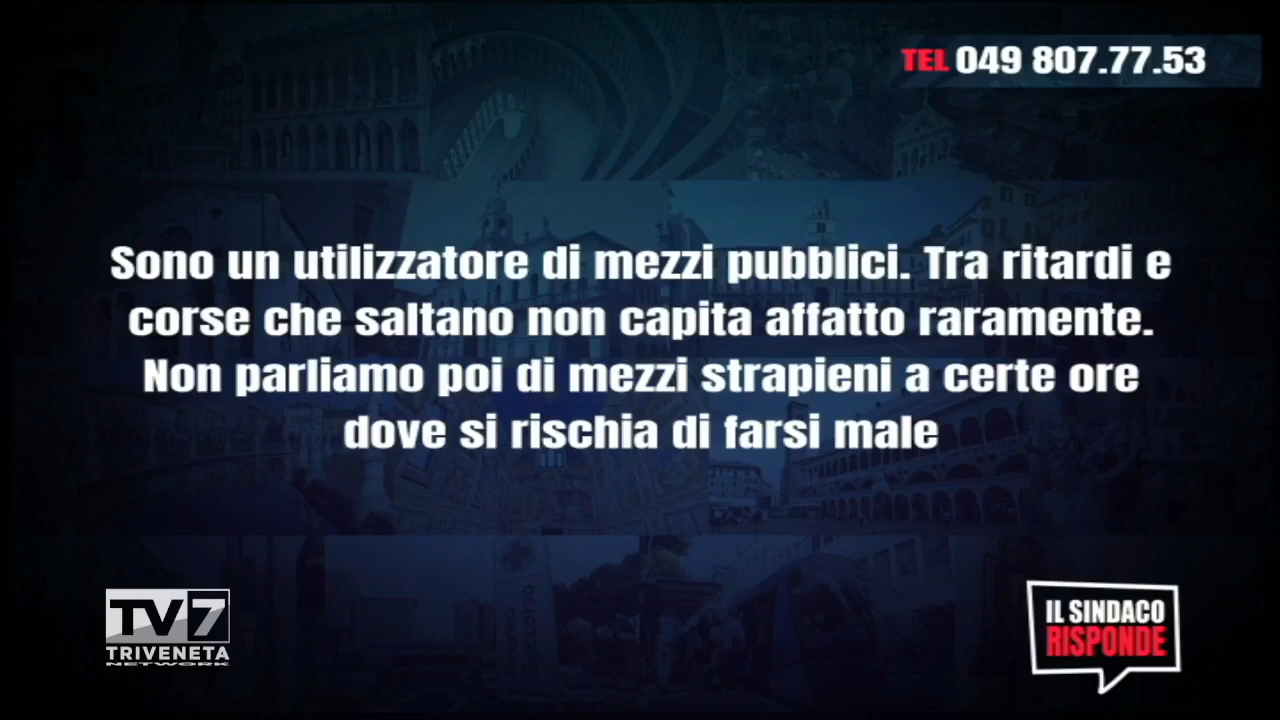 TEL 049 807.77.53
Sono un utilizzatore di mezzi pubblici. Tra ritardi e
corse che saltano non capita affatto raramente.
Non parliamo poi di mezzi strapieni a certe ore
dove si rischia di farsi male
soccorso
TV7
TRIVENETA
NETWORK
IL SINDACO
RISPONDE